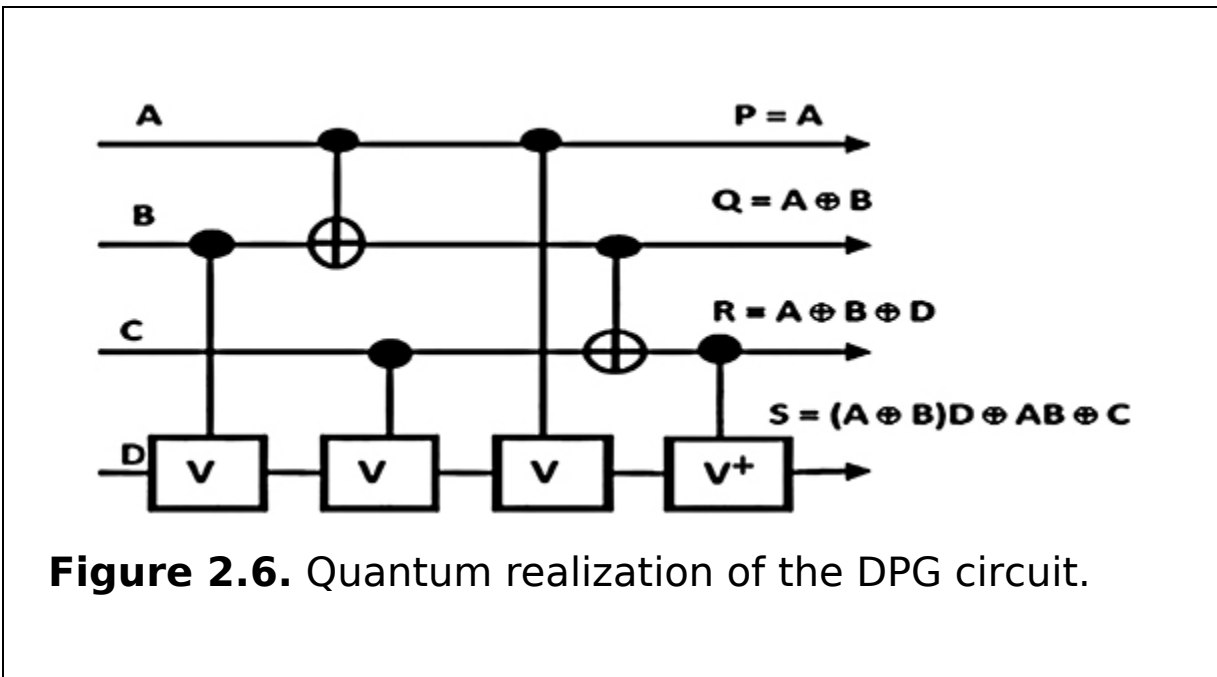 A
P = A
B
Q = A ⊕ B
C
R = A ⊕ B ⊕ D
S = (A ⊕ B)D ⊕ AB ⊕ C
D
V
V
V
V+
Figure 2.6. Quantum realization of the DPG circuit.